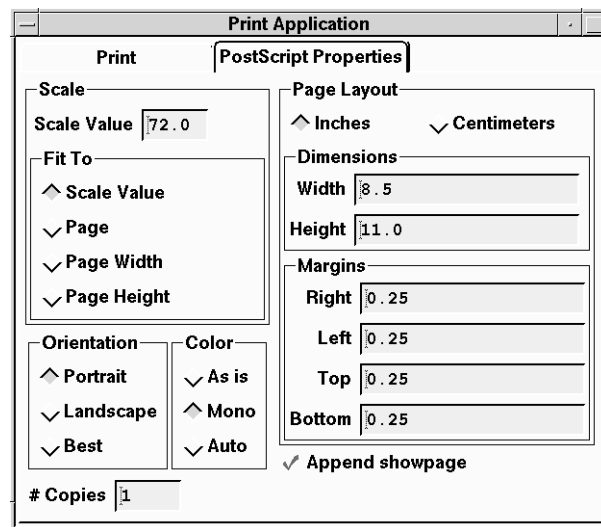 Print Application
Print
PostScript Properties
Scale
Scale Value 72.0
Fit To
Scale Value
Page
Page Width
Page Height
Orientation
Portrait
Landscape
Best
Color
As is
Mono
Auto
# Copies 1
Page Layout
Inches Centimeters
Dimensions
Width 8.5
Height 11.0
Margins
Right 0.25
Left 0.25
Top 0.25
Bottom 0.25
Append showpage